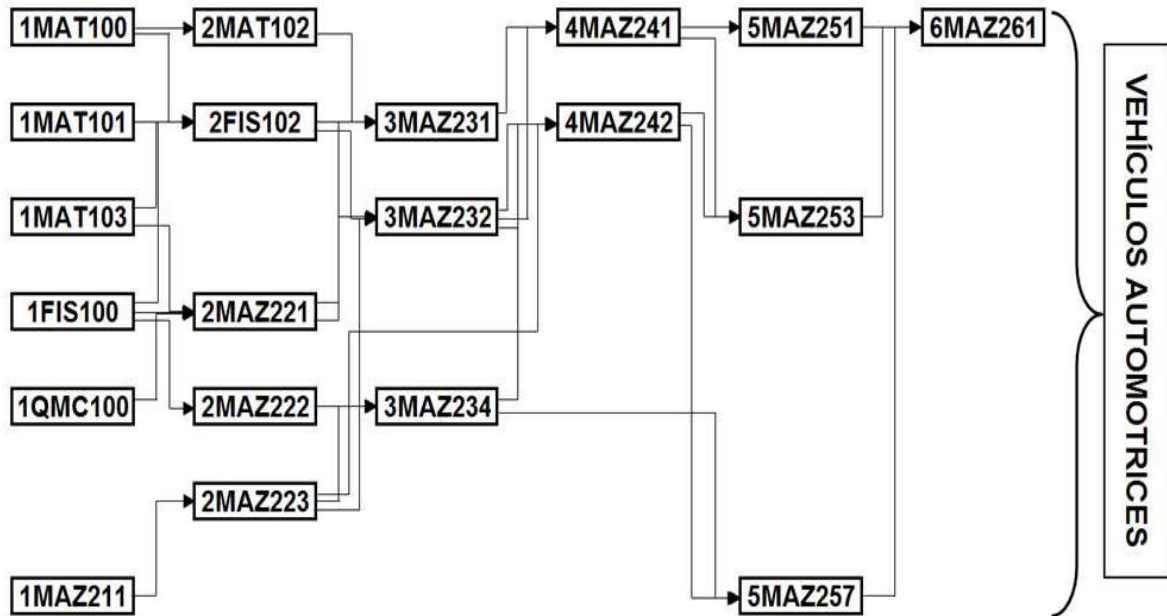 1MAT100
2MAT102
4MAZ241
5MAZ251
6MAZ261
1MAT101
2FIS102
3MAZ231
4MAZ242
1MAT103
3MAZ232
5MAZ253
1FIS100
2MAZ221
1QMC100
2MAZ222
3MAZ234
2MAZ223
1MAZ211
5MAZ257
VEHÍCULOS AUTOMOTRICES